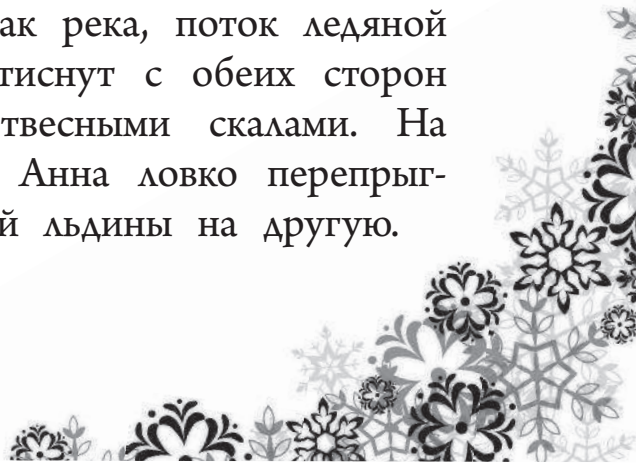 ак река, поток ледяной
тиснут с обеих сторон
твесными скалами. На
Анна ловко перепрыг-
й льдины на другую.